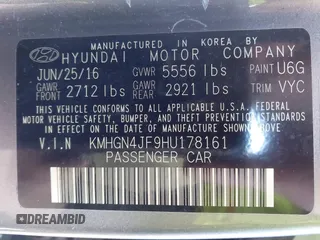 MANUFACTURED IN KOREA BY
HYUNDAI MOTOR COMPANY
JUN/25/16 GVWR 5556 lbs PAINT U6G
GAWR FRONT 2712 lbs GAWR REAR 2921 lbs TRIM VYC
THIS VEHICLE CONFORMS TO ALL APPLICABLE U.S.
FEDERAL MOTOR VEHICLE SAFETY, BUMPER, AND THEFT
PREVENTION STANDARDS IN EFFECT ON THE DATE OF
MANUFACTURE SHOWN ABOVE.
V.I.N KMHGN4JF9HU178161
PASSENGER CAR
DREAMBID